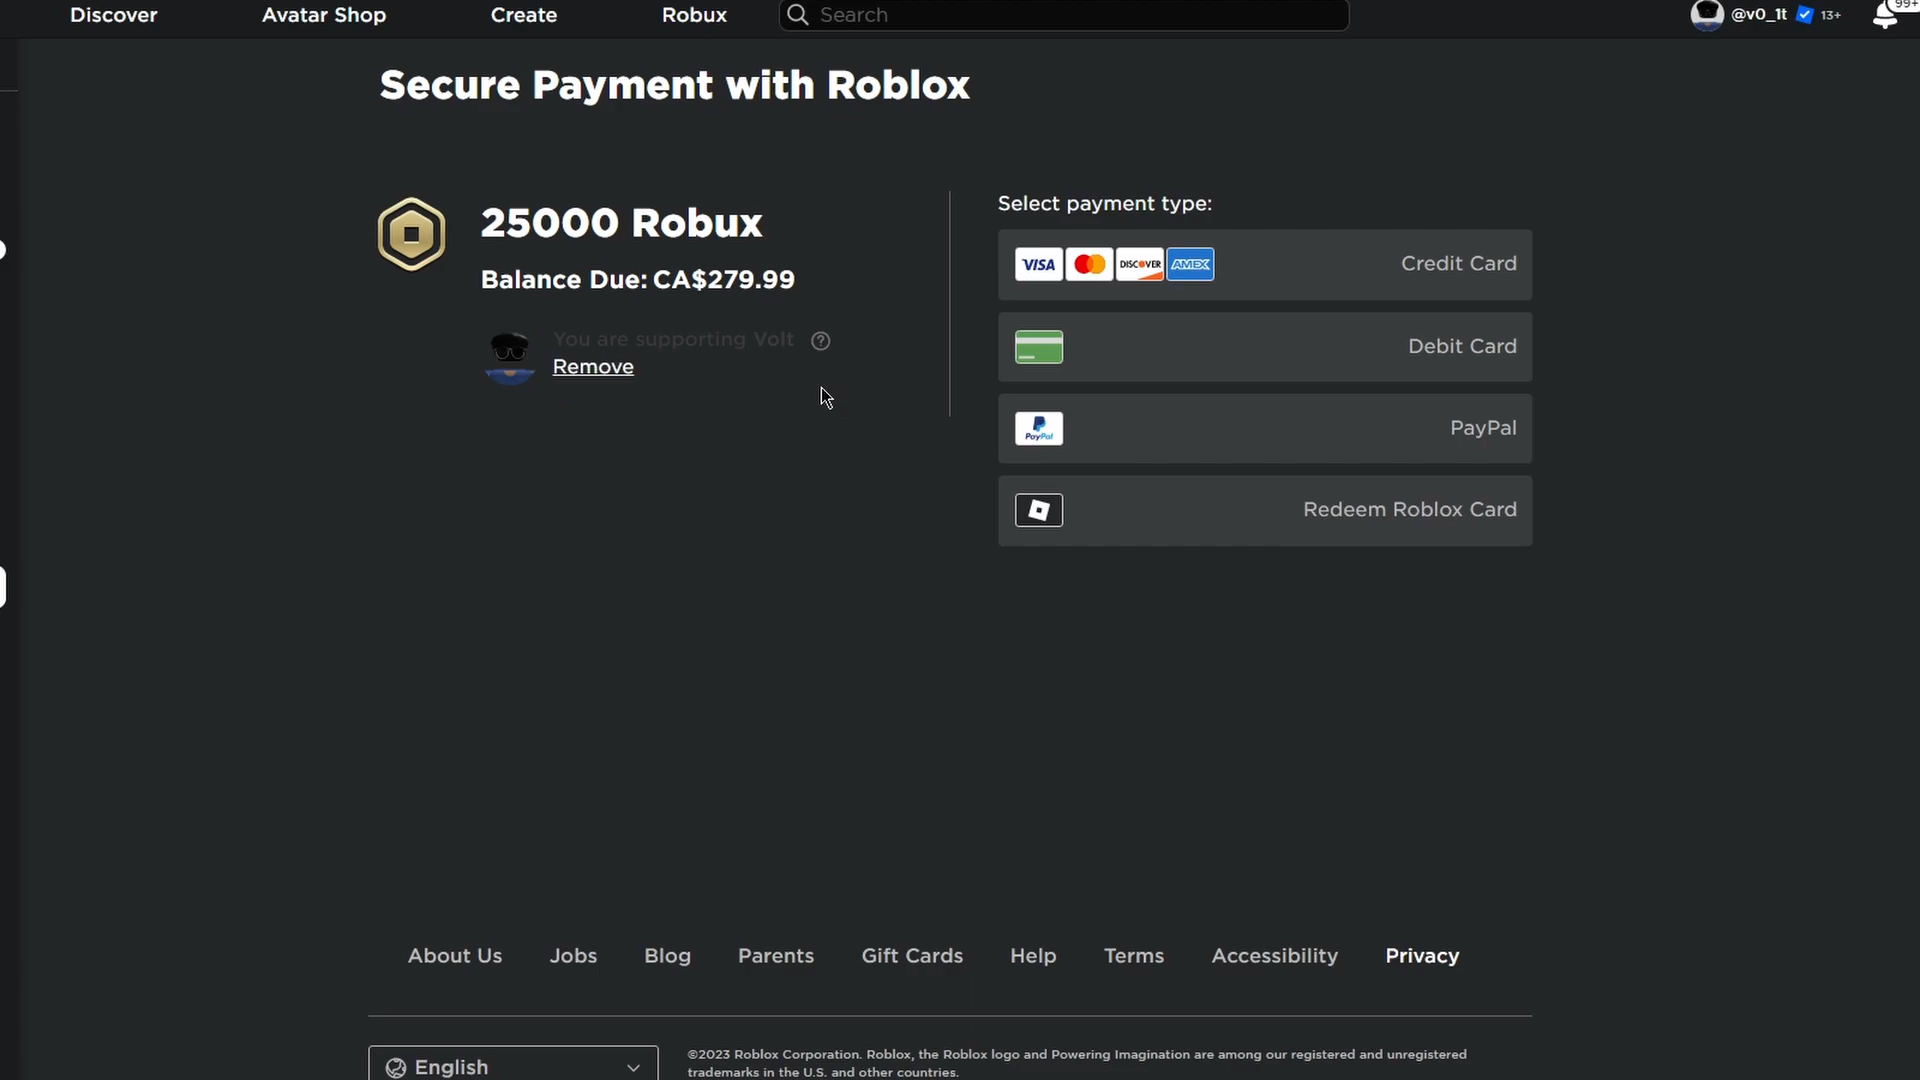 Discover Avatar Shop Create Robux Search @v0_1t 13+ 99+
Secure Payment with Roblox
25000 Robux
Balance Due: CA$279.99
You are supporting Volt
Remove
Select payment type:
VISA DISCOVER AMEX Credit Card
Debit Card
PayPal PayPal
Redeem Roblox Card
About Us Jobs Blog Parents Gift Cards Help Terms Accessibility Privacy
English
©2023 Roblox Corporation. Roblox, the Roblox logo and Powering Imagination are among our registered and unregistered
trademarks in the U.S. and other countries.